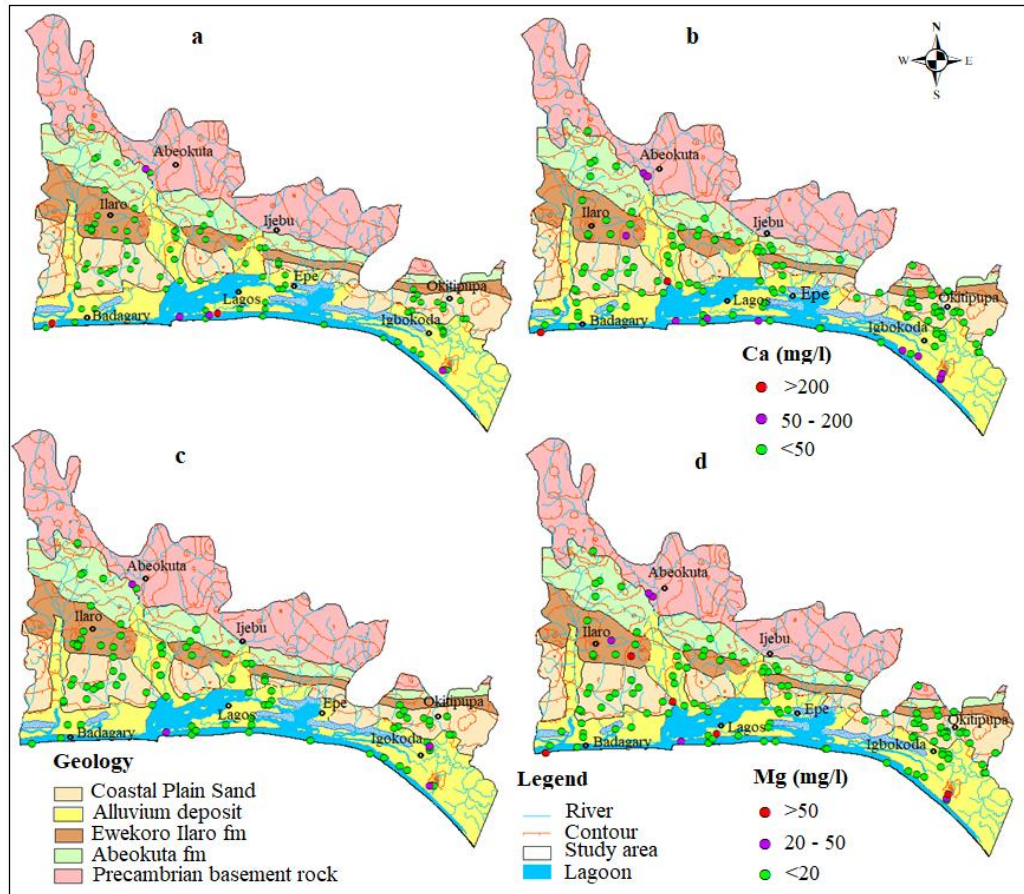 a
b
N
W E
S
Abeokuta
Ilaro
Ijebu
Epe
Okitipupa
Lagos
Badagary
Igbokoda
Abeokuta
Ilaro
Ijebu
Epe
Okitipupa
Lagos
Badagary
Igbokoda
Ca (mg/l)
>200
50 - 200
<50
c
d
Abeokuta
Ilaro
Ijebu
Epe
Okitipupa
Lagos
Badagary
Igokoda
Abeokuta
Ilaro
Ijebu
Epe
Okitipupa
Lagos
Badagary
Igbokoda
Geology
Coastal Plain Sand
Alluvium deposit
Ewekoro Ilaro fm
Abeokuta fm
Precambrian basement rock
Legend
River
Contour
Study area
Lagoon
Mg (mg/l)
>50
20 - 50
<20